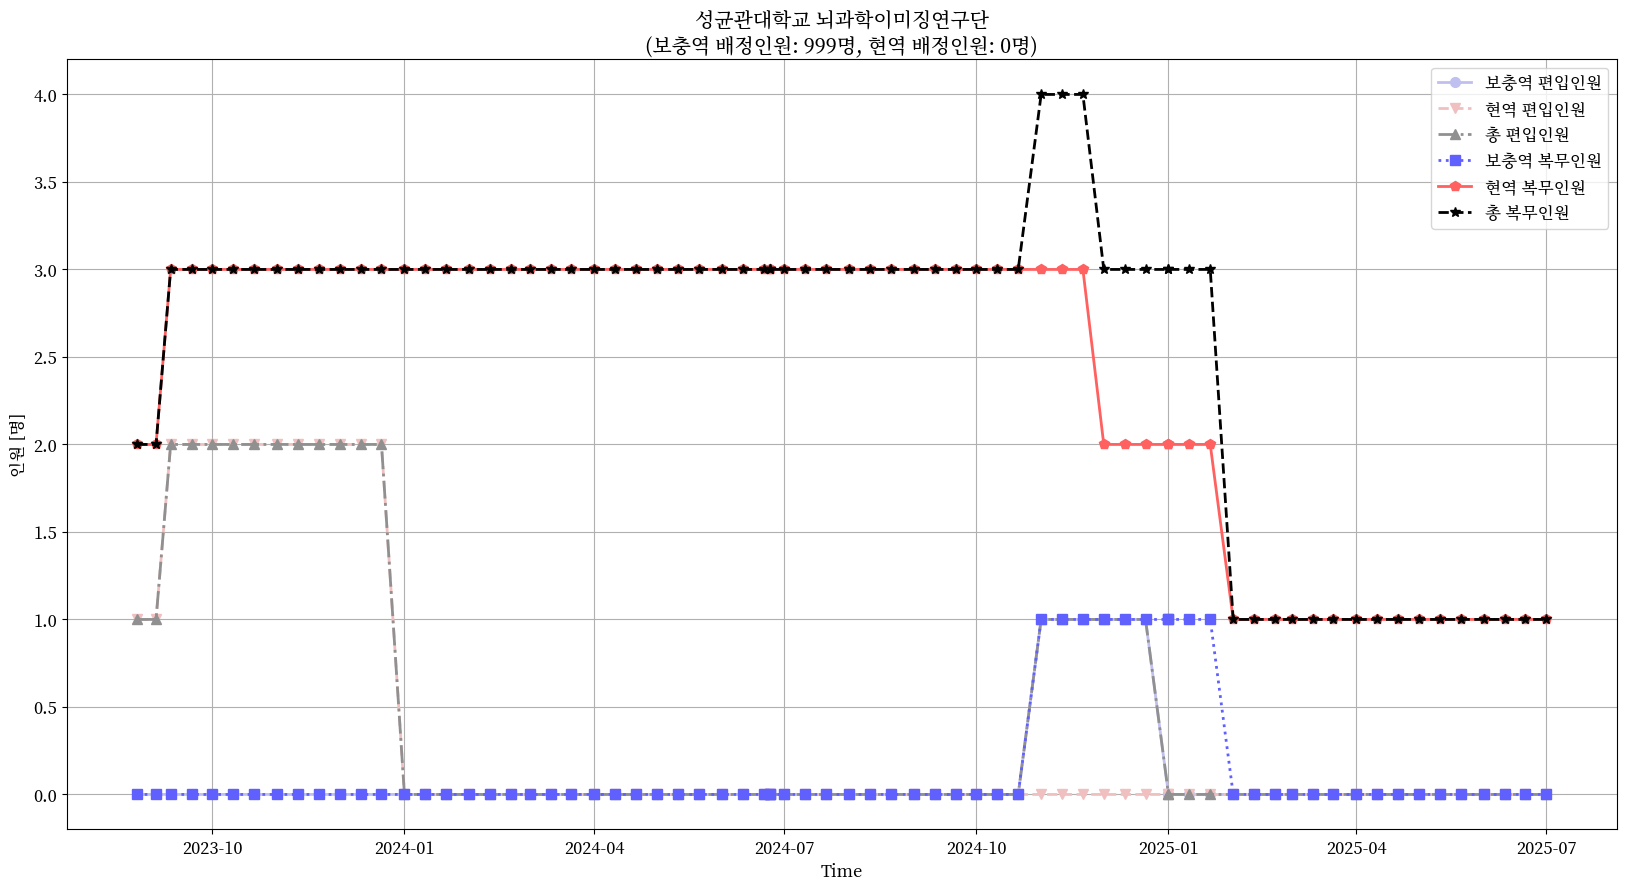 성균관대학교 뇌과학이미징연구단
(보충역 배정인원: 999명, 현역 배정인원: 0명)
보충역 편입인원
현역 편입인원
총 편입인원
보충역 복무인원
현역 복무인원
총 복무인원
인원 [명]
4.0
3.5
3.0
2.5
2.0
1.5
1.0
0.5
0.0
2023-10
2024-01
2024-04
2024-07
2024-10
2025-01
2025-04
2025-07
Time